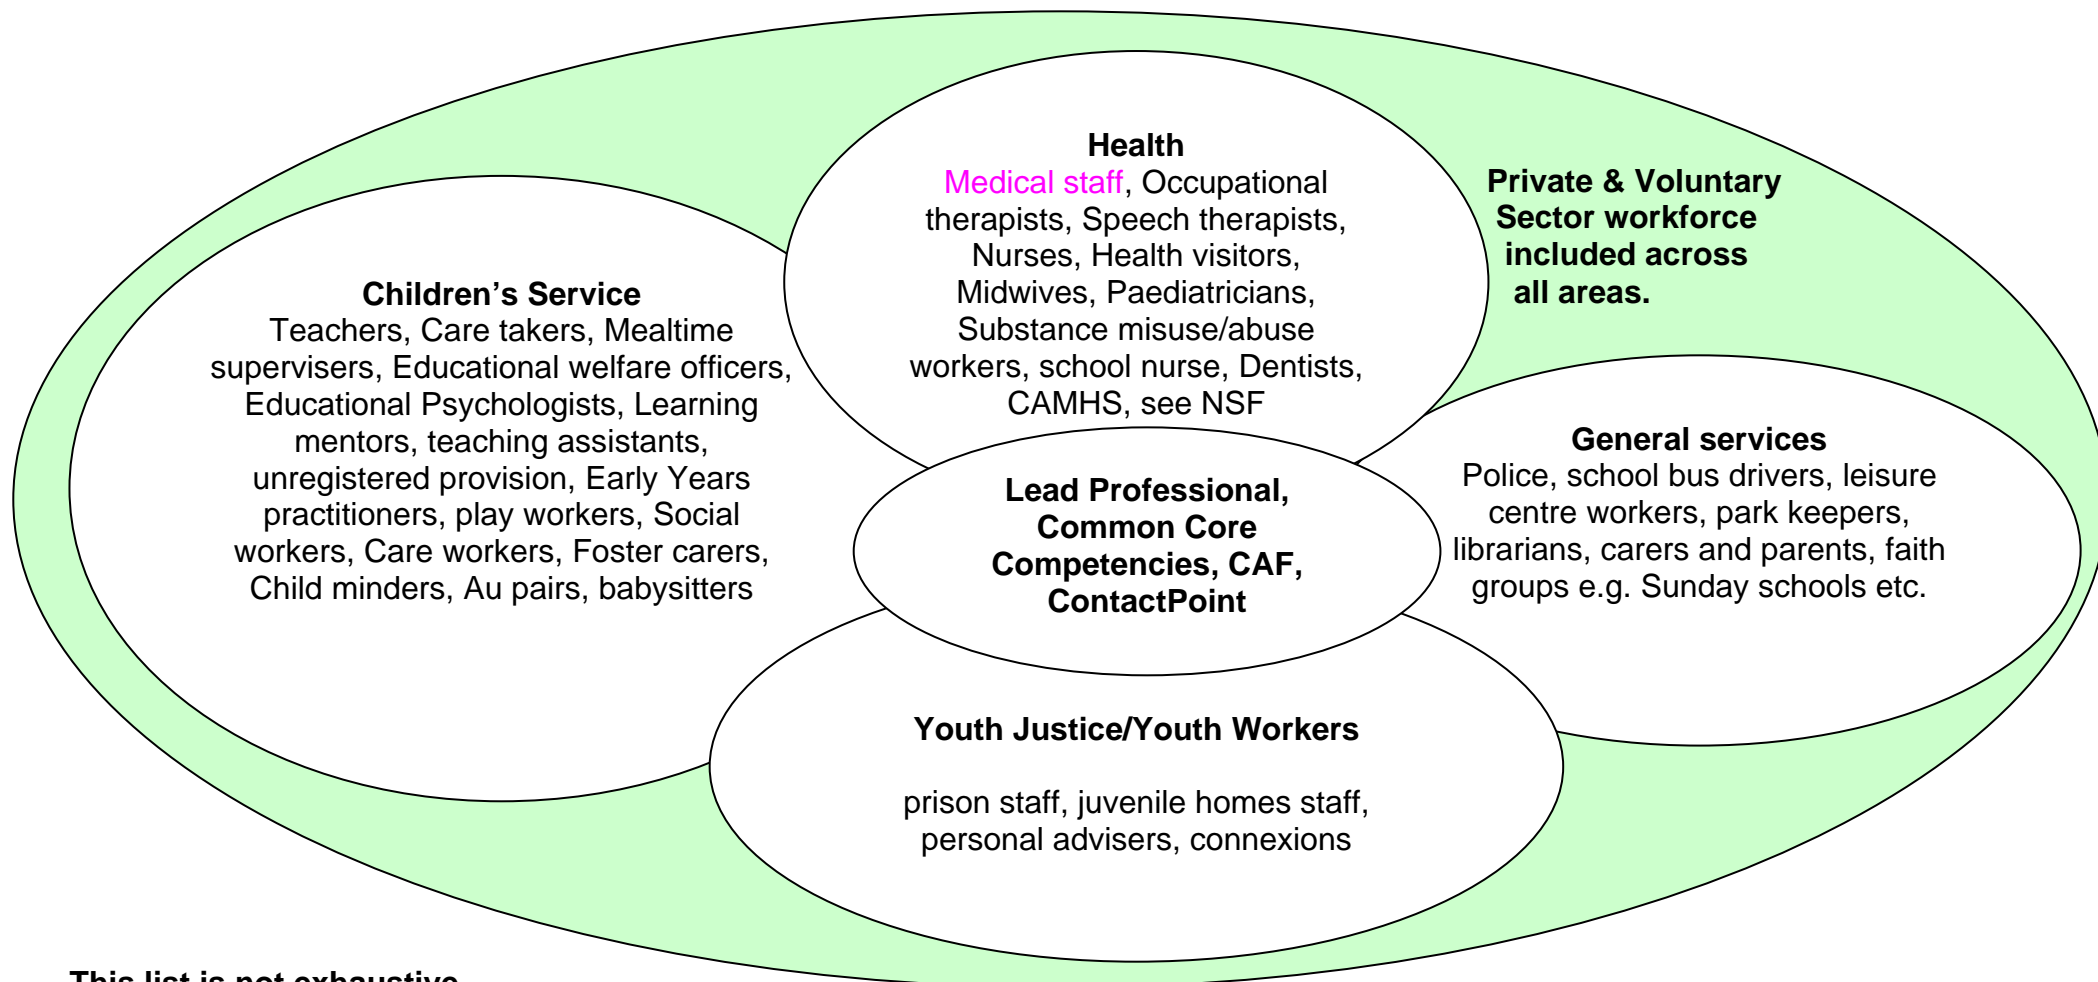 Health
Medical staff, Occupational
therapists, Speech therapists,
Nurses, Health visitors,
Midwives, Paediatricians,
Substance misuse/abuse
workers, school nurse, Dentists,
CAMHS, see NSF
Private & Voluntary
Sector workforce
included across
all areas.
Children’s Service
Teachers, Care takers, Mealtime
supervisers, Educational welfare officers,
Educational Psychologists, Learning
mentors, teaching assistants,
unregistered provision, Early Years
practitioners, play workers, Social
workers, Care workers, Foster carers,
Child minders, Au pairs, babysitters
General services
Police, school bus drivers, leisure
centre workers, park keepers,
librarians, carers and parents, faith
groups e.g. Sunday schools etc.
Lead Professional,
Common Core
Competencies, CAF,
ContactPoint
Youth Justice/Youth Workers
prison staff, juvenile homes staff,
personal advisers, connexions
This list is not exhaustive